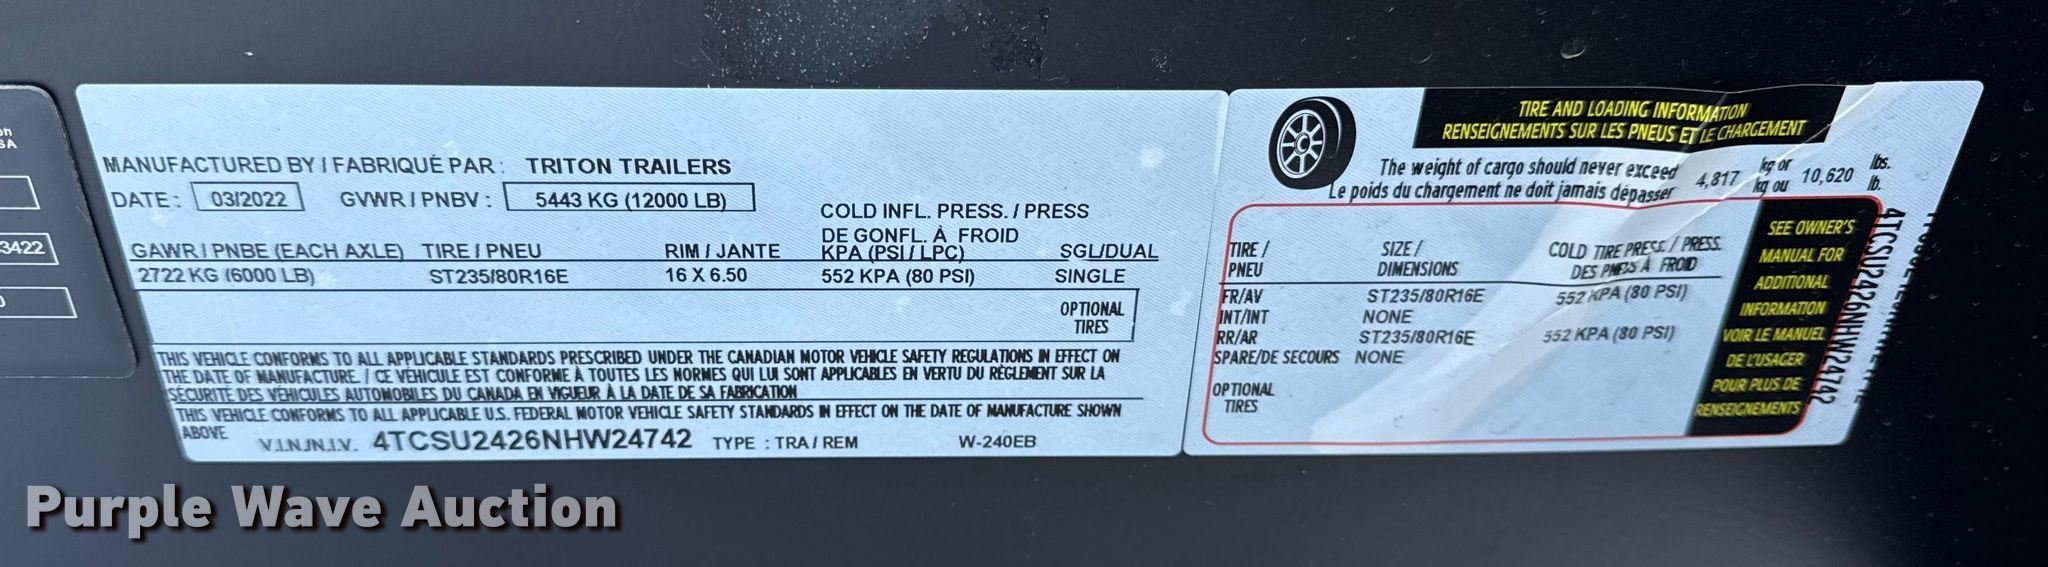 on
SA
3422
0
MANUFACTURED BY / FABRIQUÉ PAR : TRITON TRAILERS
DATE : 03/2022 GVWR / PNBV : 5443 KG (12000 LB)
COLD INFL. PRESS. / PRESS
DE GONFL. À FROID
GAWR / PNBE (EACH AXLE) TIRE / PNEU RIM / JANTE KPA (PSI / LPC) SGL/DUAL
2722 KG (6000 LB) ST235/80R16E 16 X 6.50 552 KPA (80 PSI) SINGLE
OPTIONAL
TIRES
THIS VEHICLE CONFORMS TO ALL APPLICABLE STANDARDS PRESCRIBED UNDER THE CANADIAN MOTOR VEHICLE SAFETY REGULATIONS IN EFFECT ON
THE DATE OF MANUFACTURE. / CE VÉHICULE EST CONFORME À TOUTES LES NORMES QUI LUI SONT APPLICABLES EN VERTU DU RÈGLEMENT SUR LA
SÉCURITÉ DES VÉHICULES AUTOMOBILES DU CANADA EN VIGUEUR À LA DATE DE SA FABRICATION
THIS VEHICLE CONFORMS TO ALL APPLICABLE U.S. FEDERAL MOTOR VEHICLE SAFETY STANDARDS IN EFFECT ON THE DATE OF MANUFACTURE SHOWN
ABOVE
V.I.N./N.I.V. 4TCSU2426NHW24742 TYPE : TRA / REM W-240EB
TIRE AND LOADING INFORMATION
RENSEIGNEMENTS SUR LES PNEUS ET LE CHARGEMENT
The weight of cargo should never exceed 4,817 kg or 10,620 lbs.
Le poids du chargement ne doit jamais dépasser kg ou lb.
TIRE / SIZE / COLD TIRE PRESS. / PRESS.
PNEU DIMENSIONS DES PNEUS À FROID
FR/AV ST235/80R16E 552 KPA (80 PSI)
INT/INT NONE
RR/AR ST235/80R16E 552 KPA (80 PSI)
SPARE/DE SECOURS NONE
OPTIONAL
TIRES
SEE OWNER'S
MANUAL FOR
ADDITIONAL
INFORMATION
VOIR LE MANUEL
DE L'USAGER
POUR PLUS DE
RENSEIGNEMENTS
4TCSU2426NHW24742
Purple Wave Auction